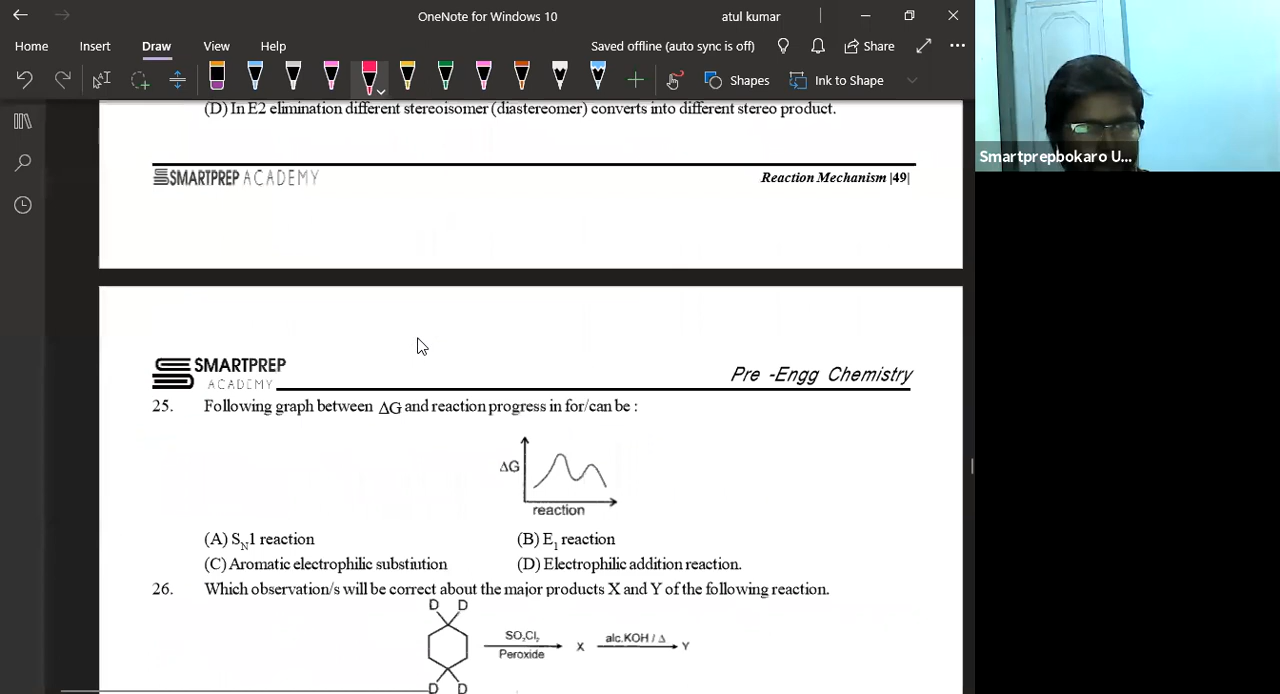 OneNote for Windows 10
atul kumar
Home Insert Draw View Help
Saved offline (auto sync is off)
Share
Shapes
Ink to Shape
(D) In E2 elimination different stereoisomer (diastereomer) converts into different stereo product.
SMARTPREP ACADEMY
Reaction Mechanism |49|
SMARTPREP
ACADEMY
Pre -Engg Chemistry
25. Following graph between ΔG and reaction progress in for/can be :
ΔG
reaction
(A) SN1 reaction (B) E1 reaction
(C) Aromatic electrophilic substiution (D) Electrophilic addition reaction.
26. Which observation/s will be correct about the major products X and Y of the following reaction.
D D
SO2Cl2
Peroxide
X
alc.KOH / Δ
Y
D D
Smartprepbokaro U...